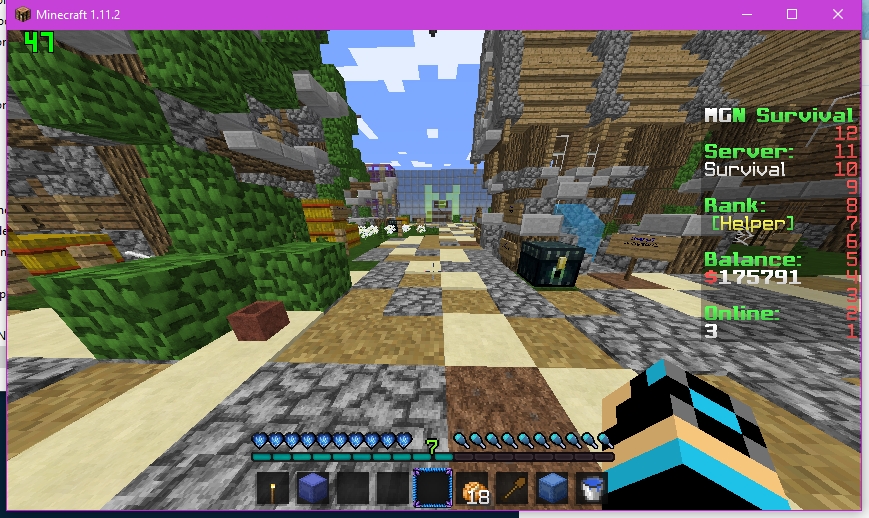 Minecraft 1.11.2
47
MGN Survival
12
Server: 11
Survival 10
9
Rank: 8
[Helper] 7
6
Balance: 5
$175791 4
3
Online: 2
3 1
M
7
18